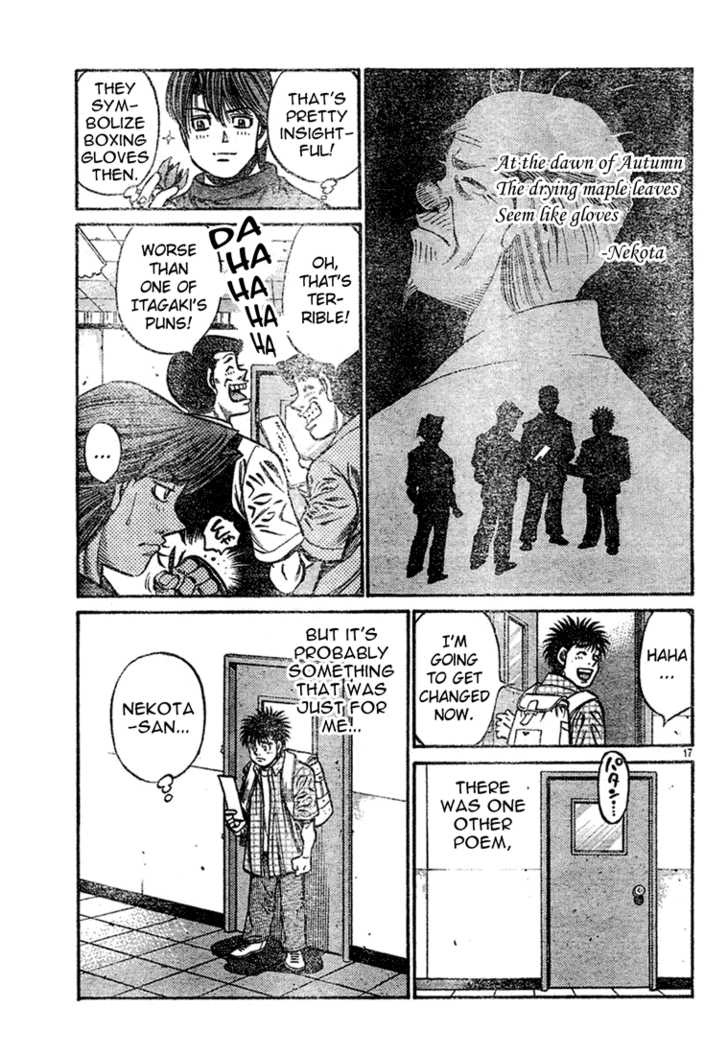 At the dawn of Autumn
The drying maple leaves
Seem like gloves
-Nekota
THAT'S
PRETTY
INSIGHT-
FUL!
THEY
SYM-
BOLIZE
BOXING
GLOVES
THEN.
OH,
THAT'S
TER-
RIBLE!
DA
HA
HA
HA
HA
WORSE
THAN
ONE OF
ITAGAKI'S
PUNS!
...
HAHA
...
I'M
GOING
TO GET
CHANGED
NOW.
17
パタン…
THERE
WAS ONE
OTHER
POEM,
BUT IT'S
PROBABLY
SOMETHING
THAT WAS
JUST FOR
ME...
NEKOTA
-SAN...